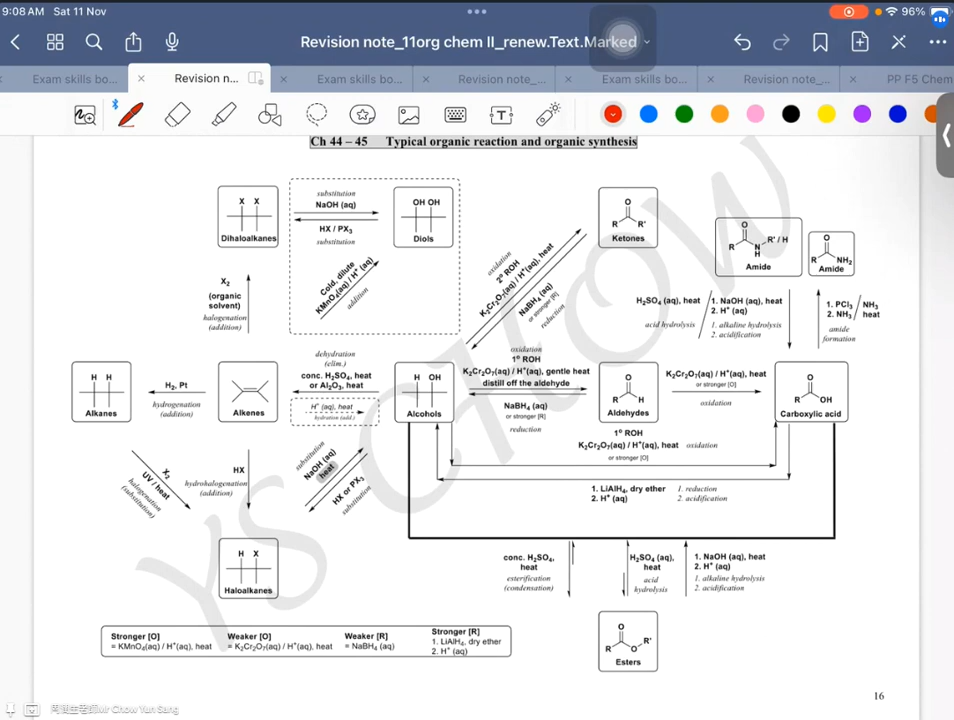 9:08 AM Sat 11 Nov
96%
Revision note_11org chem II_renew.Text.Marked
Exam skills bo...
Revision n...
Exam skills bo...
Revision note_...
Exam skills bo...
Revision note_...
PP F5 Chem
Ch 44 – 45 Typical organic reaction and organic synthesis
X X
Dihaloalkanes
substitution
NaOH (aq)
HX / PX₃
substitution
OH OH
Diols
Cold, dilute
KMnO₄(aq) / H⁺ (aq)
addition
X₂
(organic
solvent)
halogenation
(addition)
oxidation
2° ROH
K₂Cr₂O₇(aq) / H⁺(aq), heat
NaBH₄ (aq)
or stronger [R]
reduction
O
R R'
Ketones
O
R N R' / H
H
Amide
O
R NH₂
Amide
H₂SO₄ (aq), heat
acid hydrolysis
1. NaOH (aq), heat
2. H⁺ (aq)
1. alkaline hydrolysis
2. acidification
1. PCl₃ / NH₃
2. NH₃ heat
amide
formation
H H
Alkanes
H₂, Pt
hydrogenation
(addition)
Alkenes
dehydration
(elim.)
conc. H₂SO₄, heat
or Al₂O₃, heat
H⁺ (aq), heat
hydration (add.)
H OH
Alcohols
oxidation
1° ROH
K₂Cr₂O₇(aq) / H⁺(aq), gentle heat
distill off the aldehyde
NaBH₄ (aq)
or stronger [R]
reduction
O
R H
Aldehydes
K₂Cr₂O₇(aq) / H⁺(aq), heat
or stronger [O]
oxidation
O
R OH
Carboxylic acid
1° ROH
K₂Cr₂O₇(aq) / H⁺(aq), heat oxidation
or stronger [O]
1. LiAlH₄, dry ether 1. reduction
2. H⁺ (aq) 2. acidification
X₂
UV / heat
halogenation
(substitution)
HX
hydrohalogenation
(addition)
substitution
NaOH (aq)
heat
HX or PX₃
substitution
H X
Haloalkanes
conc. H₂SO₄,
heat
esterification
(condensation)
H₂SO₄ (aq),
heat
acid
hydrolysis
1. NaOH (aq), heat
2. H⁺ (aq)
1. alkaline hydrolysis
2. acidification
O
R O R'
Esters
Stronger [O]
= KMnO₄(aq) / H⁺(aq), heat
Weaker [O]
= K₂Cr₂O₇(aq) / H⁺(aq), heat
Weaker [R]
= NaBH₄ (aq)
Stronger [R]
1. LiAlH₄, dry ether
2. H⁺ (aq)
YS CHOW
16
Mr Chow Yun Sang